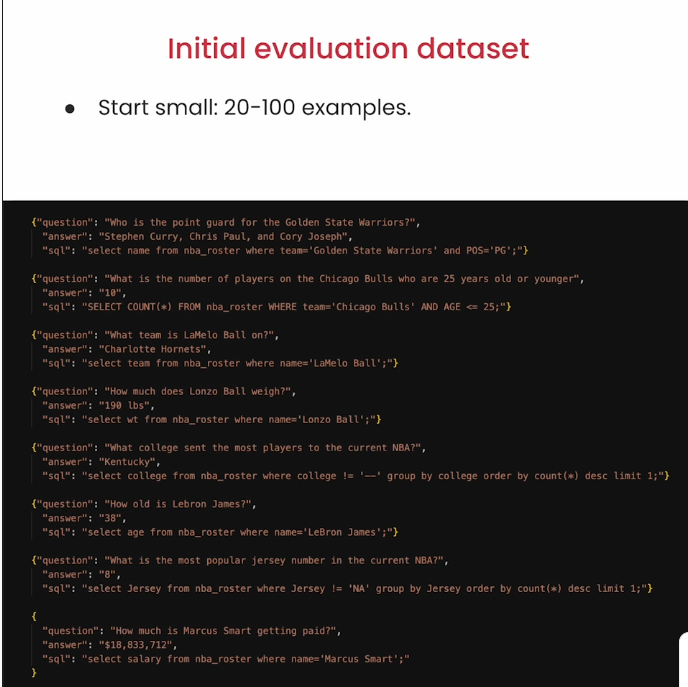 Initial evaluation dataset
● Start small: 20-100 examples.
{"question": "Who is the point guard for the Golden State Warriors?",
"answer": "Stephen Curry, Chris Paul, and Cory Joseph",
"sql": "select name from nba_roster where team='Golden State Warriors' and POS='PG';"}
{"question": "What is the number of players on the Chicago Bulls who are 25 years old or younger",
"answer": "10",
"sql": "SELECT COUNT(*) FROM nba_roster WHERE team='Chicago Bulls' AND AGE <= 25;"}
{"question": "What team is LaMelo Ball on?",
"answer": "Charlotte Hornets",
"sql": "select team from nba_roster where name='LaMelo Ball';"}
{"question": "How much does Lonzo Ball weigh?",
"answer": "190 lbs",
"sql": "select wt from nba_roster where name='Lonzo Ball';"}
{"question": "What college sent the most players to the current NBA?",
"answer": "Kentucky",
"sql": "select college from nba_roster where college != '--' group by college order by count(*) desc limit 1;"}
{"question": "How old is Lebron James?",
"answer": "38",
"sql": "select age from nba_roster where name='LeBron James';"}
{"question": "What is the most popular jersey number in the current NBA?",
"answer": "8",
"sql": "select Jersey from nba_roster where Jersey != 'NA' group by Jersey order by count(*) desc limit 1;"}
{
"question": "How much is Marcus Smart getting paid?",
"answer": "$18,833,712",
"sql": "select salary from nba_roster where name='Marcus Smart';"
}